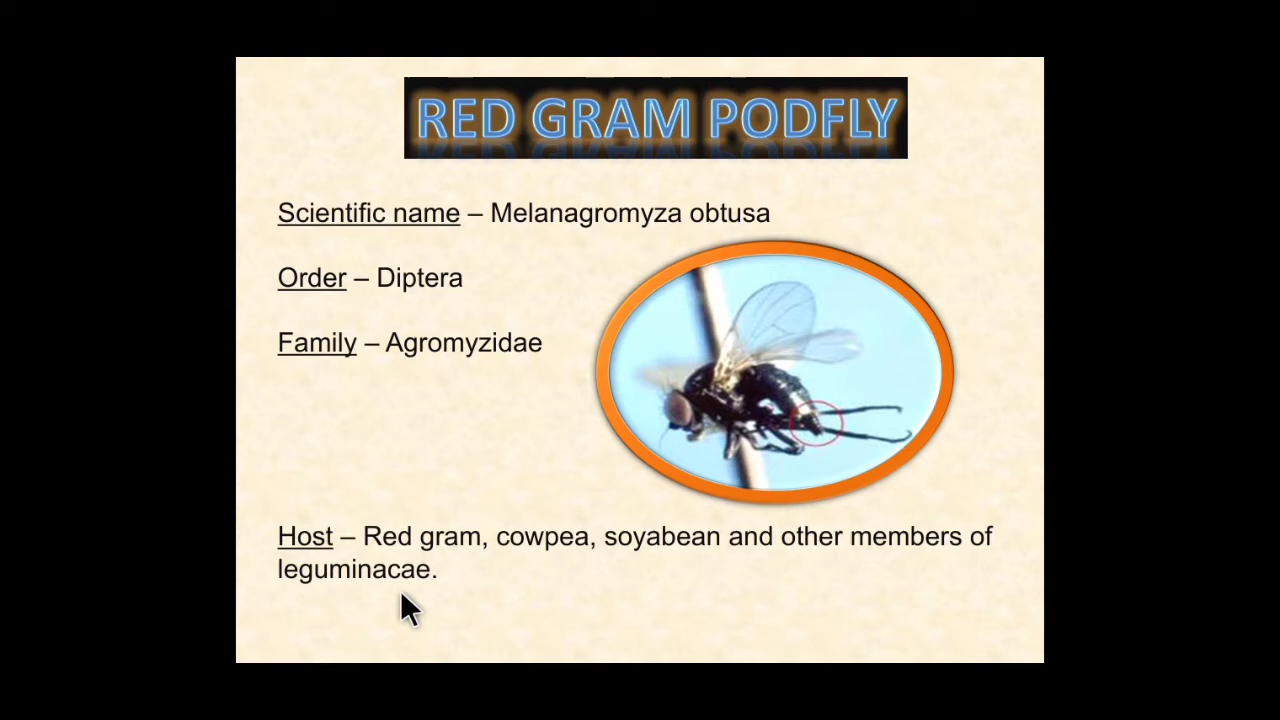 RED GRAM PODFLY
Scientific name – Melanagromyza obtusa
Order – Diptera
Family – Agromyzidae
Host – Red gram, cowpea, soyabean and other members of
leguminacae.